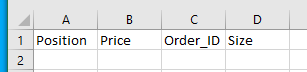 A B C D
1 Position Price Order_ID Size
2